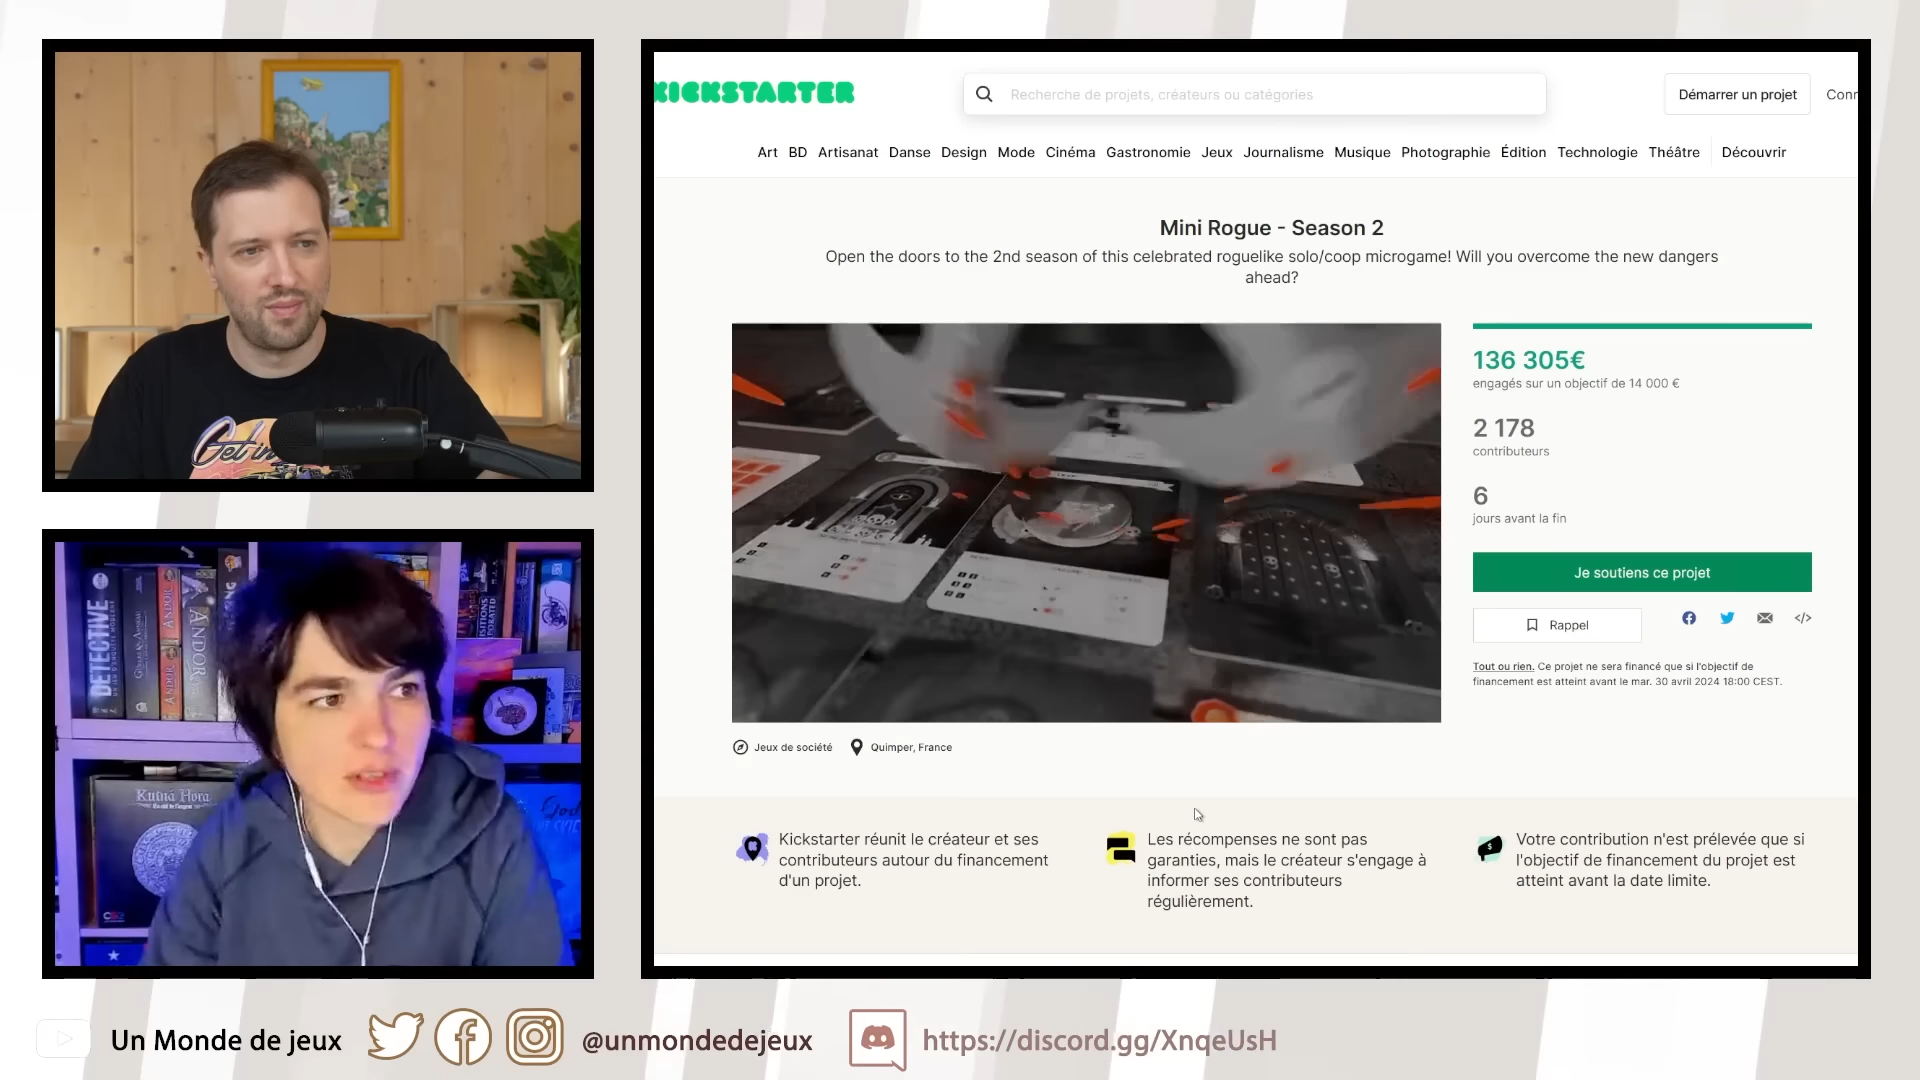 KICKSTARTER
Recherche de projets, créateurs ou catégories
Démarrer un projet
Conr
Art BD Artisanat Danse Design Mode Cinéma Gastronomie Jeux Journalisme Musique Photographie Édition Technologie Théâtre Découvrir
Mini Rogue - Season 2
Open the doors to the 2nd season of this celebrated roguelike solo/coop microgame! Will you overcome the new dangers
ahead?
136 305€
engagés sur un objectif de 14 000 €
2 178
contributeurs
6
jours avant la fin
Je soutiens ce projet
Rappel
Tout ou rien. Ce projet ne sera financé que si l'objectif de
financement est atteint avant le mar. 30 avril 2024 18:00 CEST.
Jeux de société
Quimper, France
Kickstarter réunit le créateur et ses
contributeurs autour du financement
d'un projet.
Les récompenses ne sont pas
garanties, mais le créateur s'engage à
informer ses contributeurs
régulièrement.
Votre contribution n'est prélevée que si
l'objectif de financement du projet est
atteint avant la date limite.
Get in
DETECTIVE
ANDOR
ANDOR
ANDOR
Kutná Hora
CGE
Un Monde de jeux
@unmondedejeux
https://discord.gg/XnqeUsH